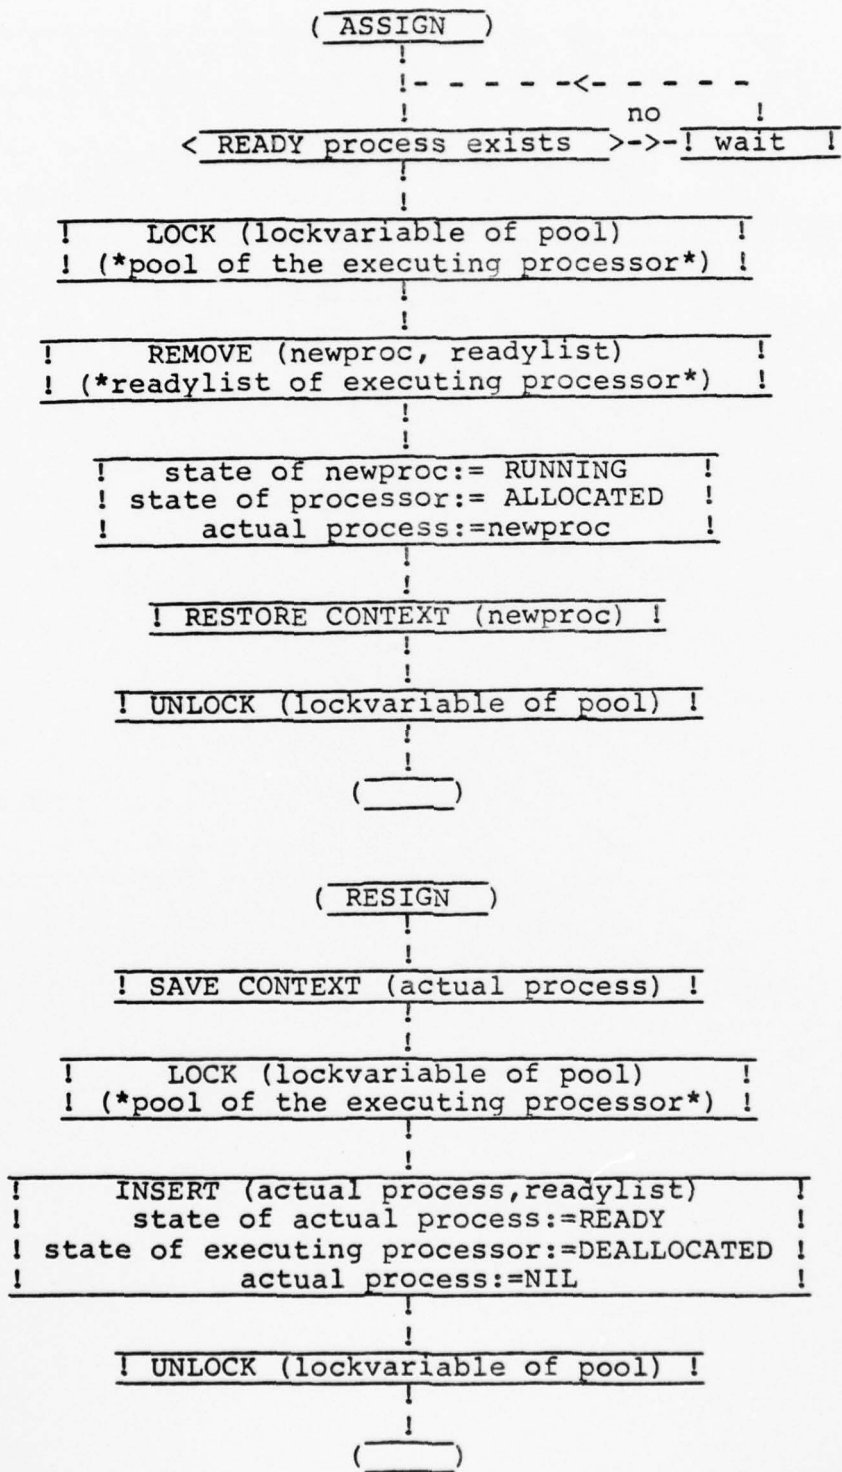 ( ASSIGN )
no
< READY process exists >->-! wait !
! LOCK (lockvariable of pool) !
! (*pool of the executing processor*) !
! REMOVE (newproc, readylist) !
! (*readylist of executing processor*) !
! state of newproc:= RUNNING !
! state of processor:= ALLOCATED !
! actual process:=newproc !
! RESTORE CONTEXT (newproc) !
! UNLOCK (lockvariable of pool) !
( )
( RESIGN )
! SAVE CONTEXT (actual process) !
! LOCK (lockvariable of pool) !
! (*pool of the executing processor*) !
! INSERT (actual process,readylist) !
! state of actual process:=READY !
! state of executing processor:=DEALLOCATED !
! actual process:=NIL !
! UNLOCK (lockvariable of pool) !
( )